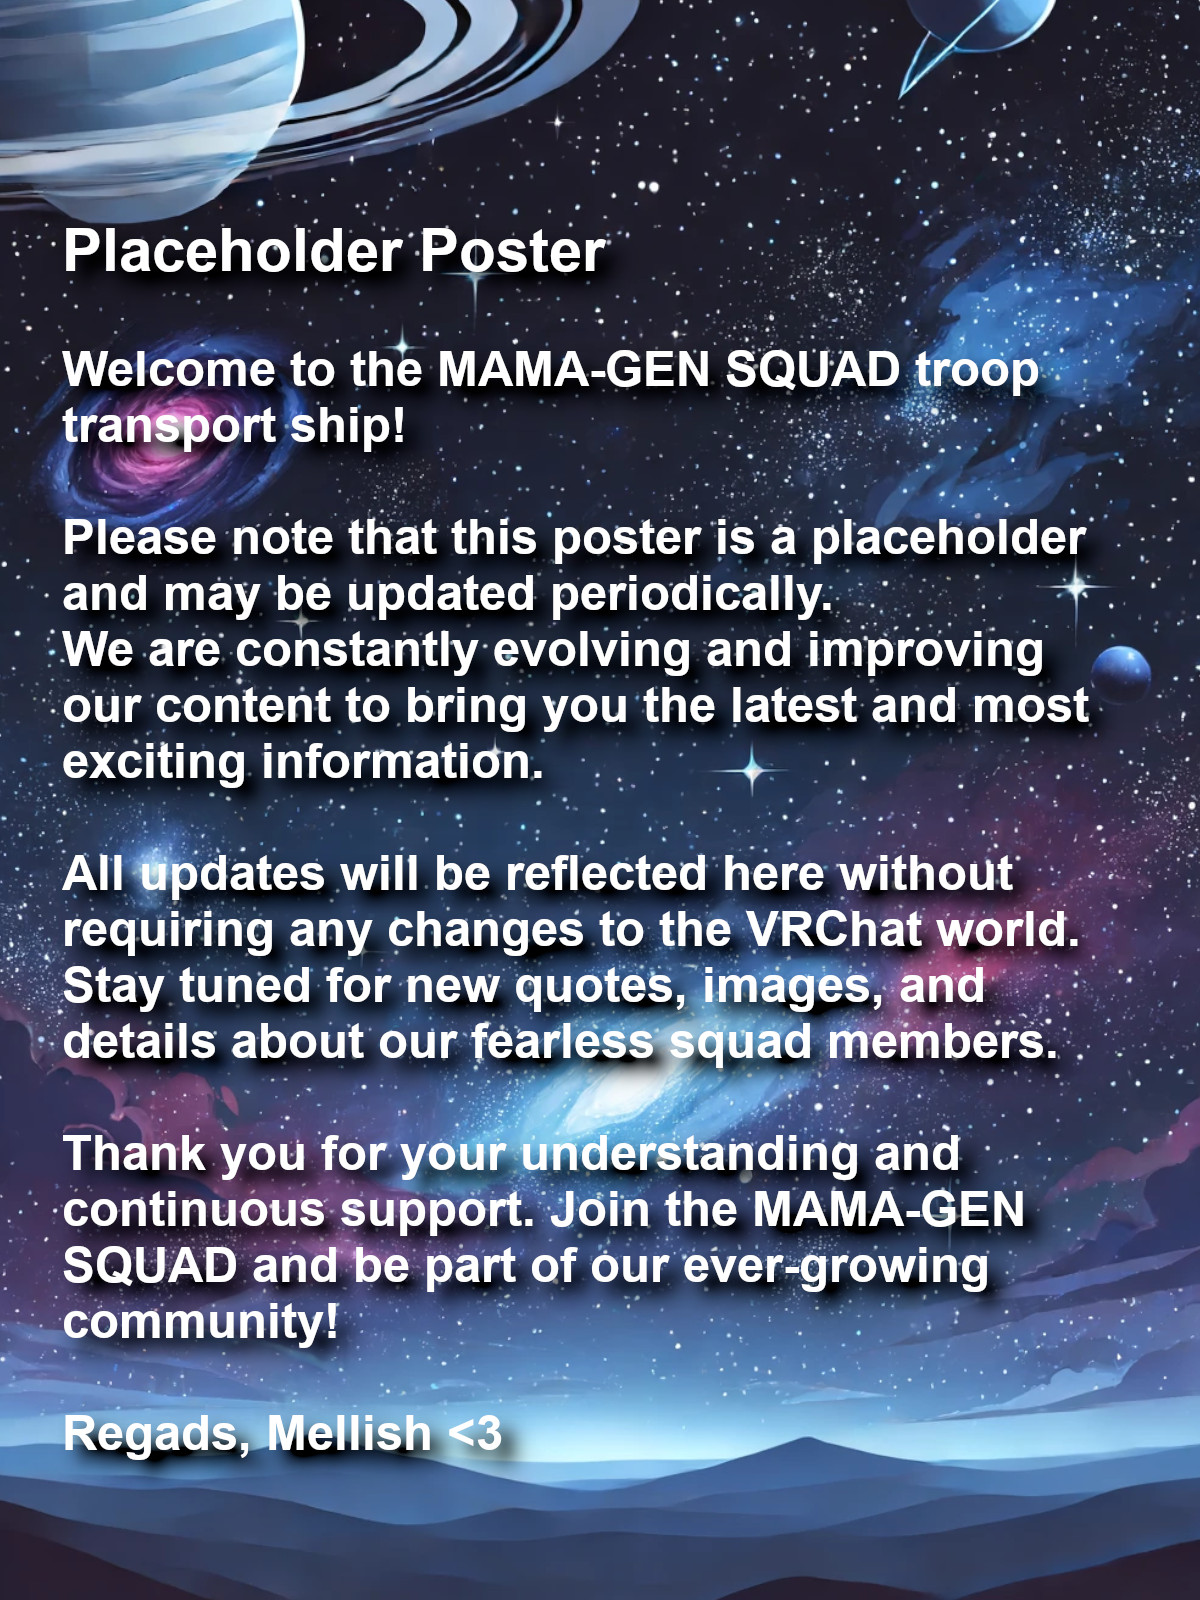 Placeholder Poster
Welcome to the MAMA-GEN SQUAD troop
transport ship!
Please note that this poster is a placeholder
and may be updated periodically.
We are constantly evolving and improving
our content to bring you the latest and most
exciting information.
All updates will be reflected here without
requiring any changes to the VRChat world.
Stay tuned for new quotes, images, and
details about our fearless squad members.
Thank you for your understanding and
continuous support. Join the MAMA-GEN
SQUAD and be part of our ever-growing
community!
Regads, Mellish <3